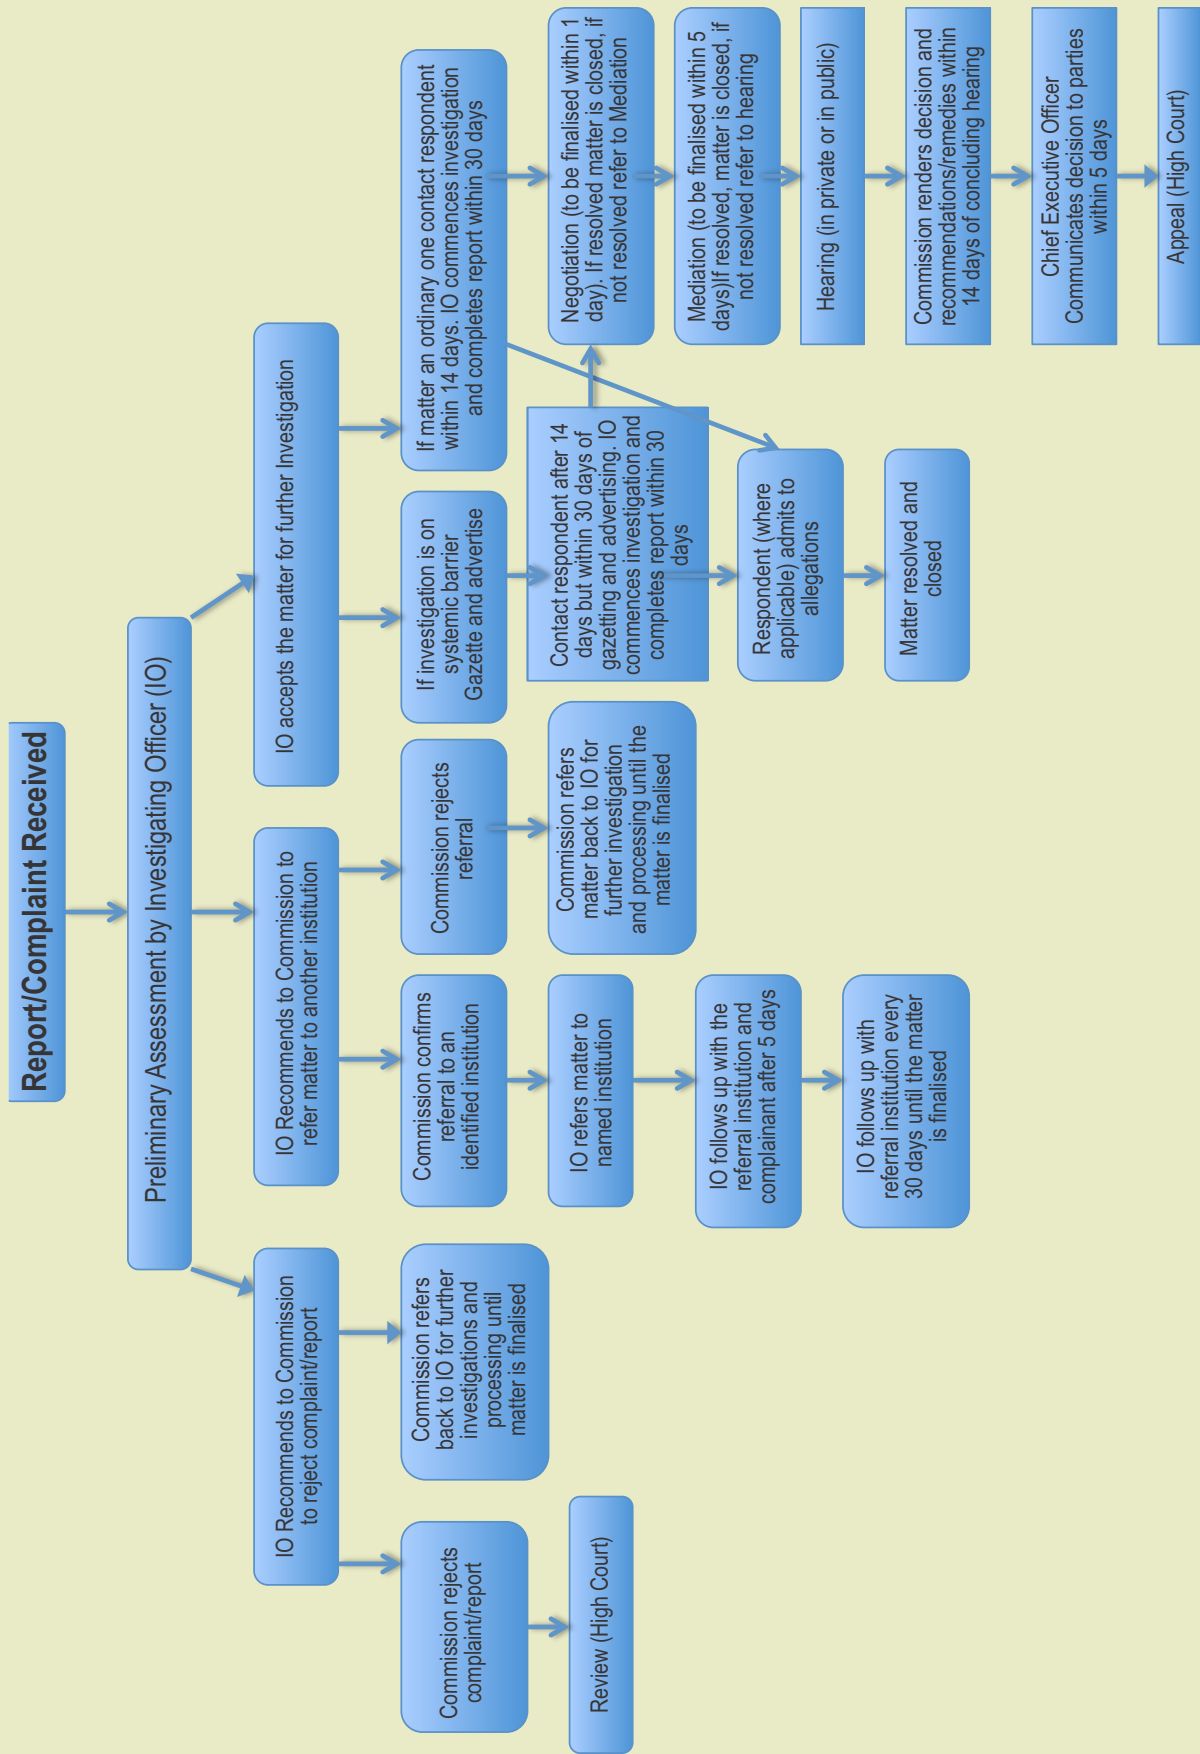 Report/Complaint Received
Preliminary Assessment by Investigating Officer (IO)
IO Recommends to Commission
to reject complaint/report
IO Recommends to Commission to
refer matter to another institution
IO accepts the matter for further Investigation
Commission rejects
complaint/report
Commission refers
back to IO for further
investigations and
processing until
matter is finalised
Commission confirms
referral to an
identified institution
Commission rejects
referral
If investigation is on
systemic barrier
Gazette and advertise
If matter an ordinary one contact respondent
within 14 days. IO commences investigation
and completes report within 30 days
Review (High Court)
IO refers matter to
named institution
Commission refers
matter back to IO for
further investigation
and processing until the
matter is finalised
Contact respondent after 14
days but within 30 days of
gazetting and advertising. IO
commences investigation and
completes report within 30
days
Negotiation (to be finalised within 1
day). If resolved matter is closed, if
not resolved refer to Mediation
IO follows up with the
referral institution and
complainant after 5 days
Respondent (where
applicable) admits to
allegations
Mediation (to be finalised within 5
days)If resolved, matter is closed, if
not resolved refer to hearing
IO follows up with
referral institution every
30 days until the matter
is finalised
Matter resolved and
closed
Hearing (in private or in public)
Commission renders decision and
recommendations/remedies within
14 days of concluding hearing
Chief Executive Officer
Communicates decision to parties
within 5 days
Appeal (High Court)